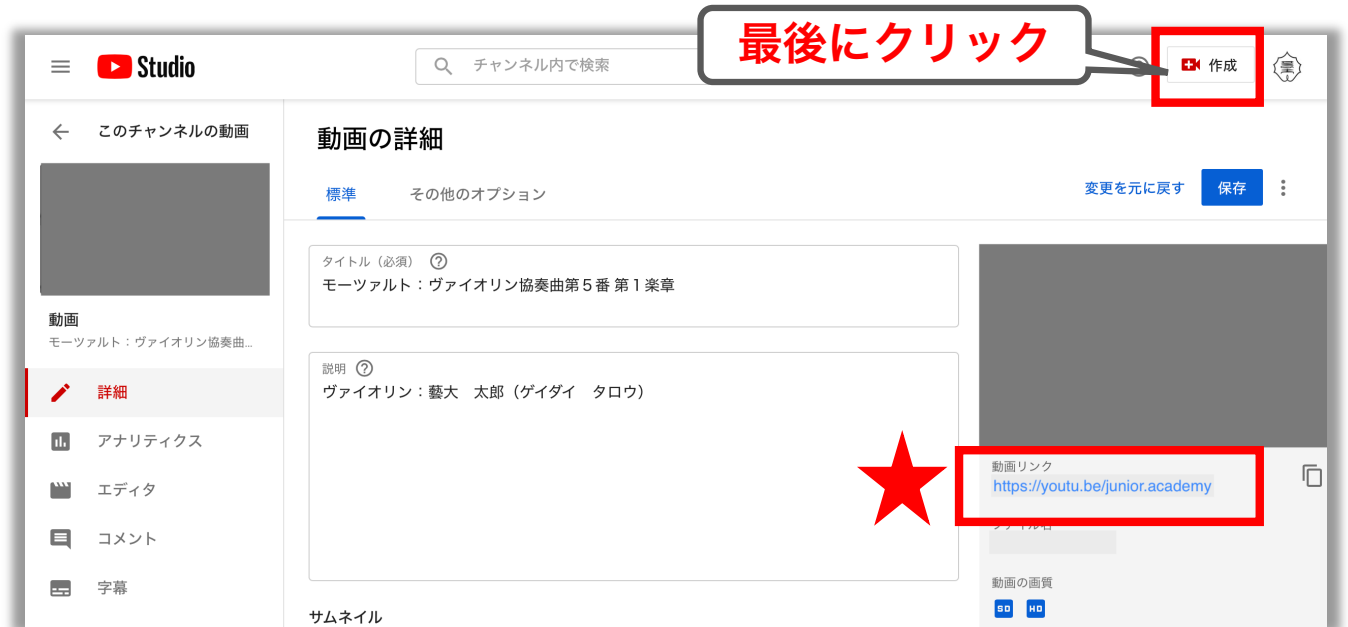 最後にクリック
Studio
チャンネル内で検索
作成
このチャンネルの動画
動画の詳細
標準
その他のオプション
変更を元に戻す
保存
タイトル（必須）
モーツァルト：ヴァイオリン協奏曲第５番 第１楽章
動画
モーツァルト：ヴァイオリン協奏曲...
説明
ヴァイオリン：藝大　太郎（ゲイダイ　タロウ）
詳細
アナリティクス
エディタ
コメント
字幕
動画リンク
https://youtu.be/junior.academy
ファイル名
動画の画質
SD HD
サムネイル